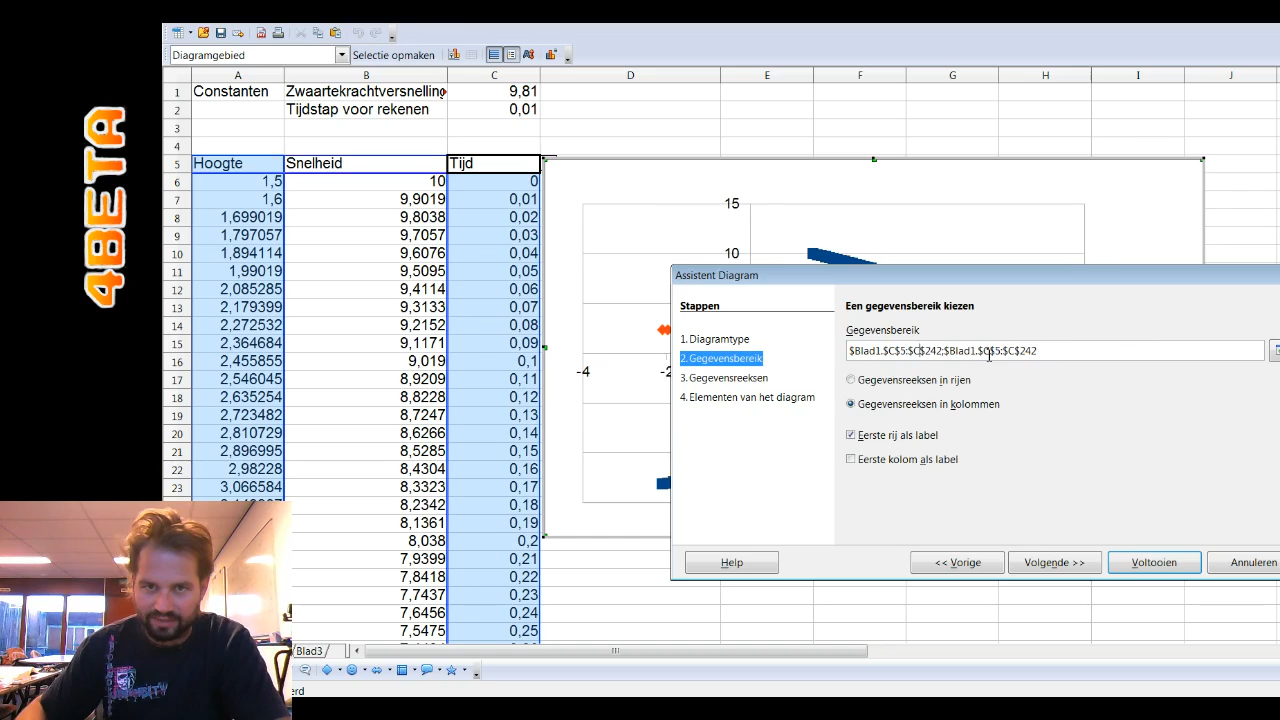 Diagramgebied Selectie opmaken
A B C D E F G H I J
1 Constanten Zwaartekrachtversnelling 9,81
2 Tijdstap voor rekenen 0,01
3
4
5 Hoogte Snelheid Tijd
6 1,5 10 0
7 1,6 9,9019 0,01
8 1,699019 9,8038 0,02
9 1,797057 9,7057 0,03
10 1,894114 9,6076 0,04
11 1,99019 9,5095 0,05
12 2,085285 9,4114 0,06
13 2,179399 9,3133 0,07
14 2,272532 9,2152 0,08
15 2,364684 9,1171 0,09
16 2,455855 9,019 0,1
17 2,546045 8,9209 0,11
18 2,635254 8,8228 0,12
19 2,723482 8,7247 0,13
20 2,810729 8,6266 0,14
21 2,896995 8,5285 0,15
22 2,98228 8,4304 0,16
23 3,066584 8,3323 0,17
8,2342 0,18
8,1361 0,19
8,038 0,2
7,9399 0,21
7,8418 0,22
7,7437 0,23
7,6456 0,24
7,5475 0,25
15
10
-4
Assistent Diagram
Stappen
1. Diagramtype
2. Gegevensbereik
3. Gegevensreeksen
4. Elementen van het diagram
Een gegevensbereik kiezen
Gegevensbereik
$Blad1.$C$5:$C$242;$Blad1.$C$5:$C$242
Gegevensreeksen in rijen
Gegevensreeksen in kolommen
Eerste rij als label
Eerste kolom als label
Help << Vorige Volgende >> Voltooien Annuleren
Blad3
4BETA